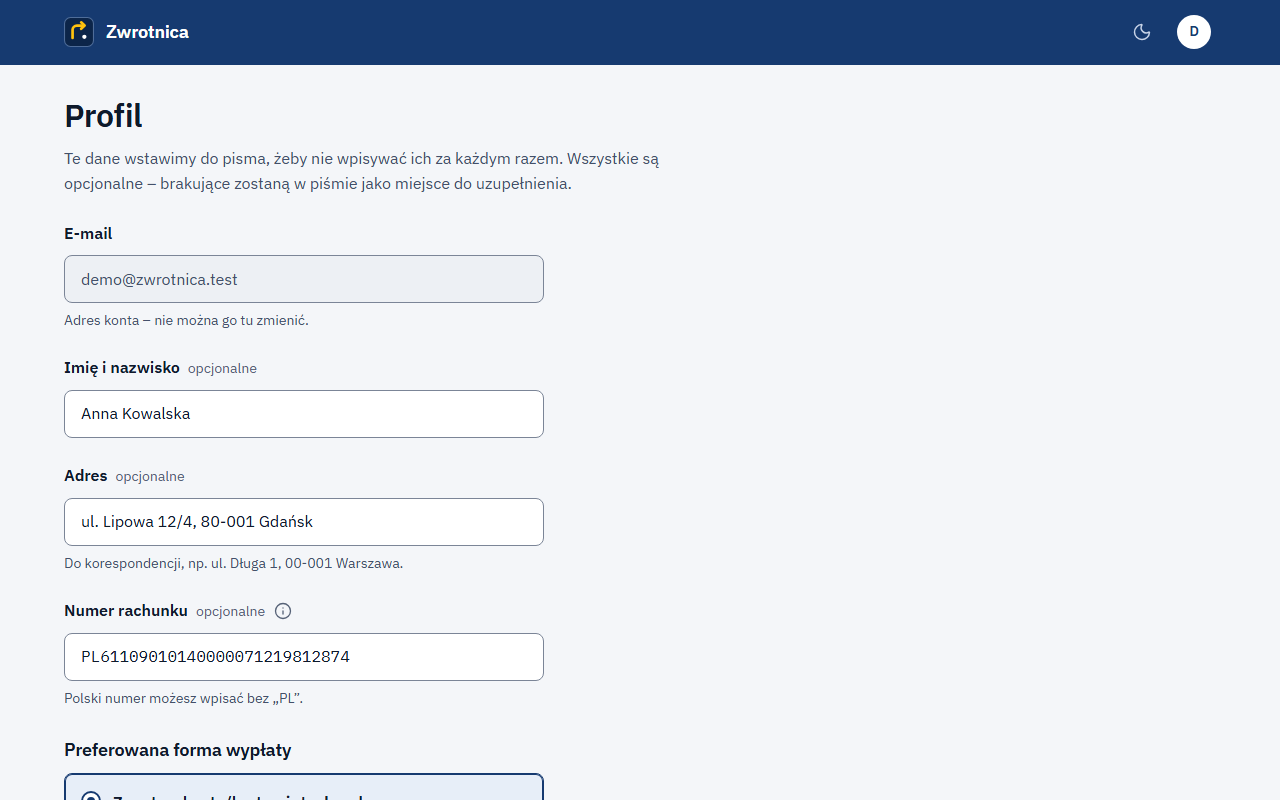 Zwrotnica
D
Profil
Te dane wstawimy do pisma, żeby nie wpisywać ich za każdym razem. Wszystkie są
opcjonalne – brakujące zostaną w piśmie jako miejsce do uzupełnienia.
E-mail
demo@zwrotnica.test
Adres konta – nie można go tu zmienić.
Imię i nazwisko opcjonalne
Anna Kowalska
Adres opcjonalne
ul. Lipowa 12/4, 80-001 Gdańsk
Do korespondencji, np. ul. Długa 1, 00-001 Warszawa.
Numer rachunku opcjonalne
PL61109010140000071219812874
Polski numer możesz wpisać bez „PL”.
Preferowana forma wypłaty